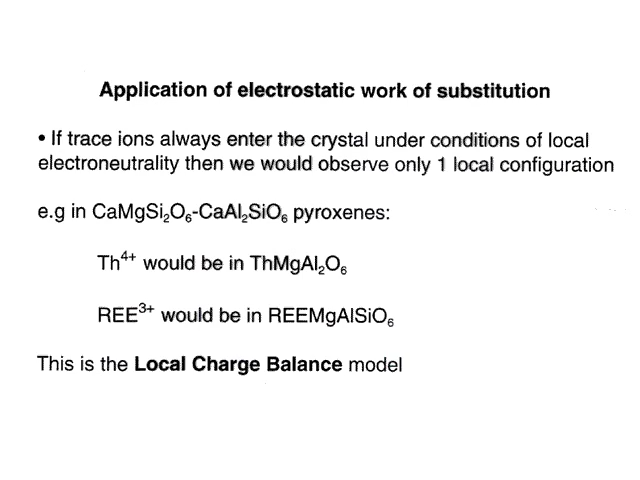 Application of electrostatic work of substitution
• If trace ions always enter the crystal under conditions of local
electroneutrality then we would observe only 1 local configuration
e.g in CaMgSi₂O₆-CaAl₂SiO₆ pyroxenes:
Th⁴⁺ would be in ThMgAl₂O₆
REE³⁺ would be in REEMgAlSiO₆
This is the Local Charge Balance model